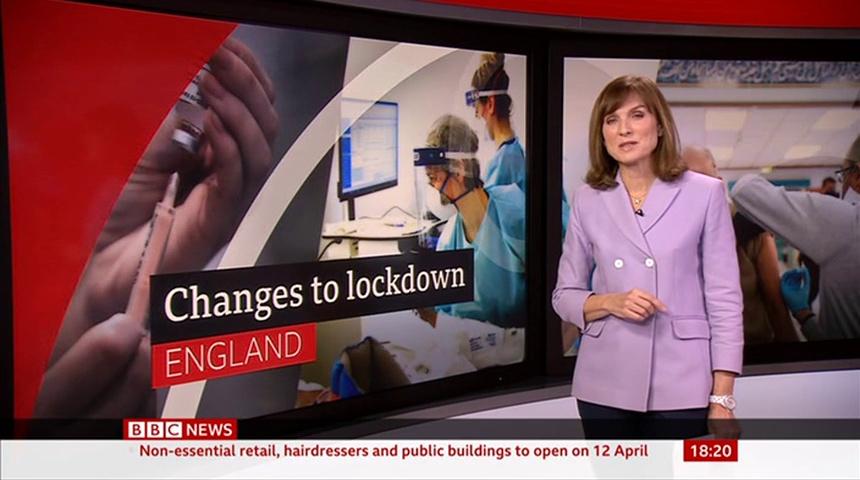 Changes to lockdown
ENGLAND
BBC NEWS
Non-essential retail, hairdressers and public buildings to open on 12 April
18:20